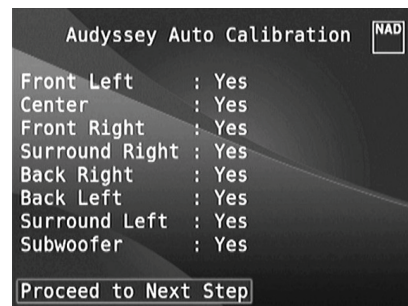 Audyssey Auto Calibration
NAD
Front Left : Yes
Center : Yes
Front Right : Yes
Surround Right : Yes
Back Right : Yes
Back Left : Yes
Surround Left : Yes
Subwoofer : Yes
Proceed to Next Step